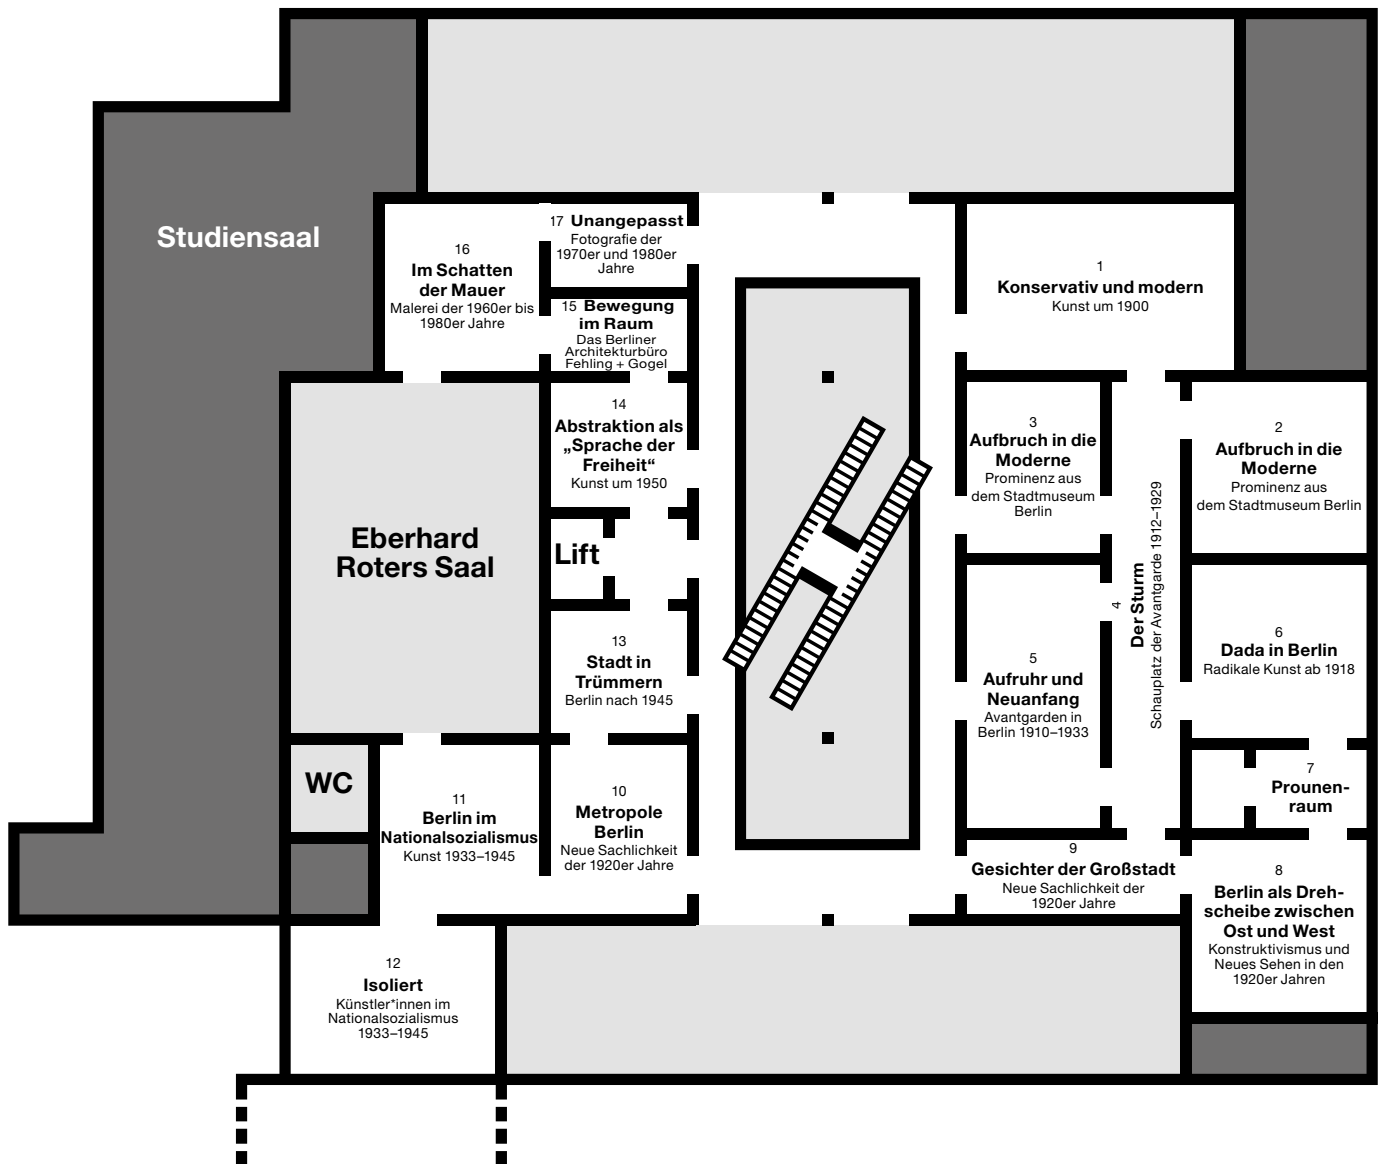 Studiensaal
16
Im Schatten
der Mauer
Malerei der 1960er bis
1980er Jahre
17 Unangepasst
Fotografie der
1970er und 1980er
Jahre
15 Bewegung
im Raum
Das Berliner
Architekturbüro
Fehling + Gogel
14
Abstraktion als
„Sprache der
Freiheit“
Kunst um 1950
Eberhard
Roters Saal
Lift
13
Stadt in
Trümmern
Berlin nach 1945
WC
11
Berlin im
Nationalsozialismus
Kunst 1933–1945
10
Metropole
Berlin
Neue Sachlichkeit
der 1920er Jahre
12
Isoliert
Künstler*innen im
Nationalsozialismus
1933–1945
1
Konservativ und modern
Kunst um 1900
3
Aufbruch in die
Moderne
Prominenz aus
dem Stadtmuseum
Berlin
2
Aufbruch in die
Moderne
Prominenz aus
dem Stadtmuseum Berlin
4
Der Sturm
Schauplatz der Avantgarde 1912–1929
5
Aufruhr und
Neuanfang
Avantgarden in
Berlin 1910–1933
6
Dada in Berlin
Radikale Kunst ab 1918
7
Prounen-
raum
9
Gesichter der Großstadt
Neue Sachlichkeit der
1920er Jahre
8
Berlin als Dreh-
scheibe zwischen
Ost und West
Konstruktivismus und
Neues Sehen in den
1920er Jahren